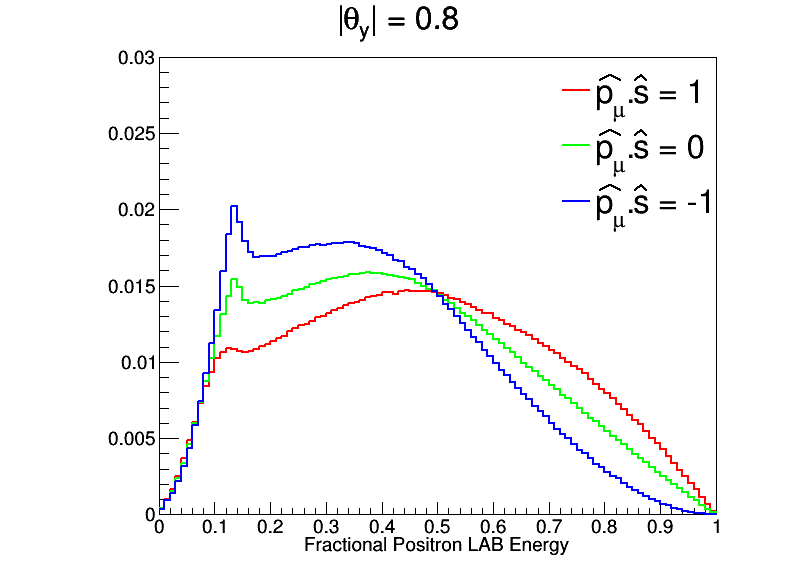 |θy| = 0.8
0.03
0.025
0.02
0.015
0.01
0.005
0
p̂μ.ŝ = 1
p̂μ.ŝ = 0
p̂μ.ŝ = -1
0 0.1 0.2 0.3 0.4 0.5 0.6 0.7 0.8 0.9 1
Fractional Positron LAB Energy